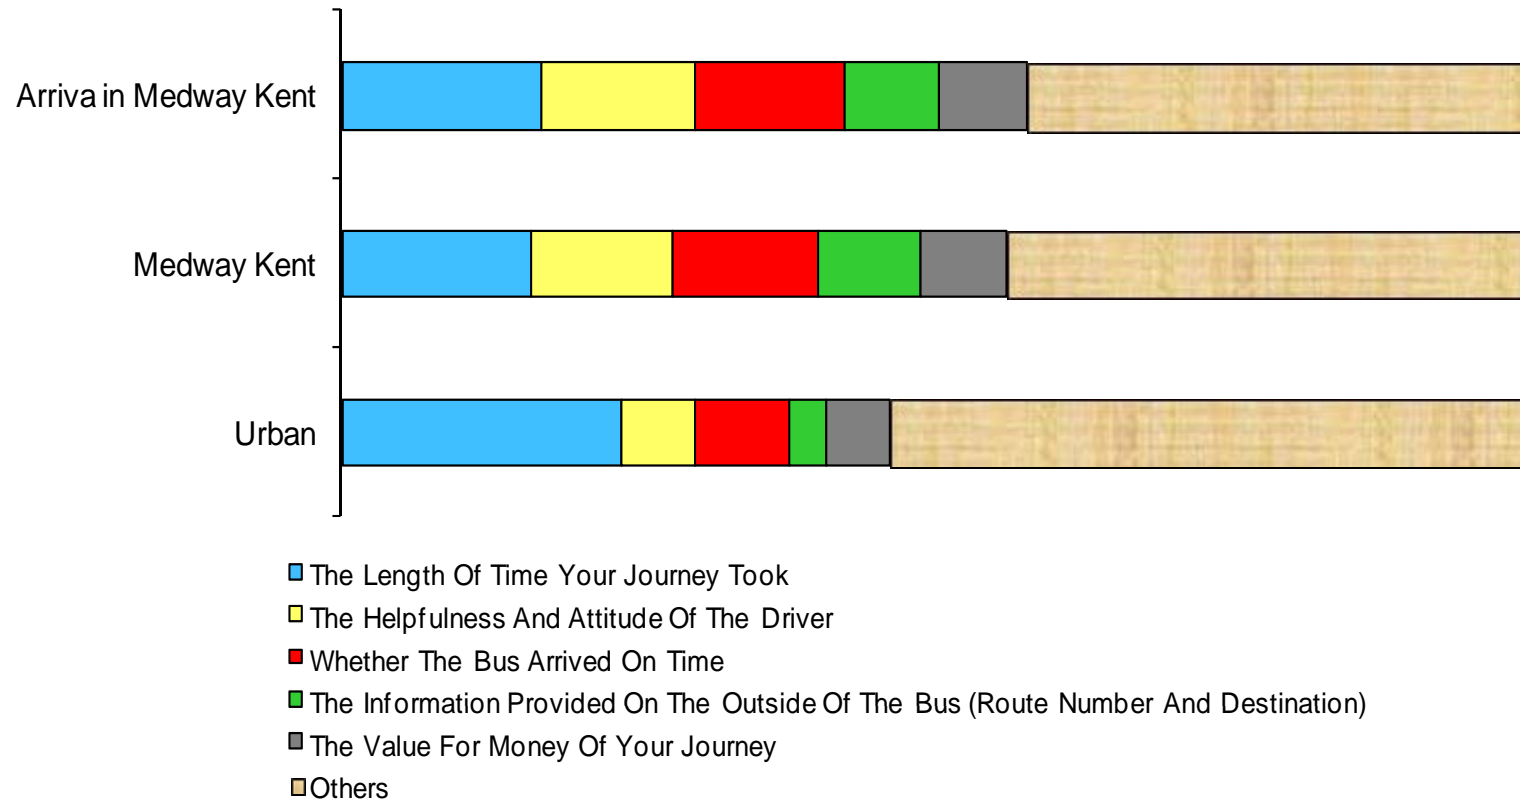 Arriva in Medway Kent
Medway Kent
Urban
The Length Of Time Your Journey Took
The Helpfulness And Attitude Of The Driver
Whether The Bus Arrived On Time
The Information Provided On The Outside Of The Bus (Route Number And Destination)
The Value For Money Of Your Journey
Others